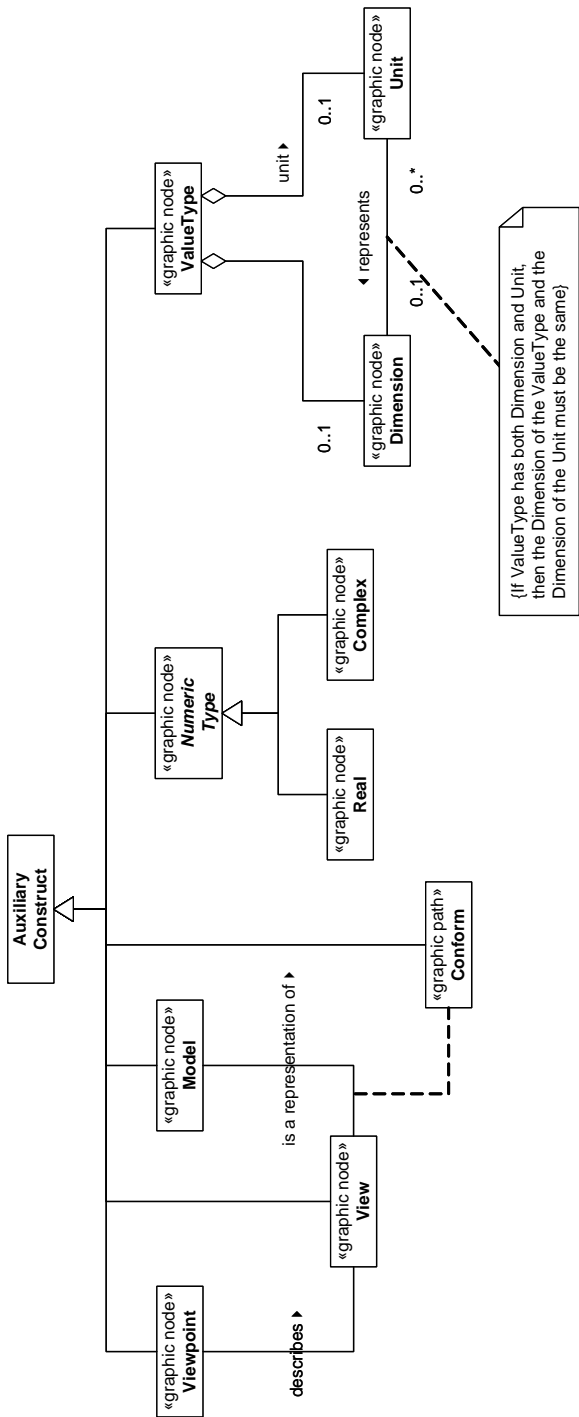 Auxiliary
Construct
«graphic node»
Viewpoint
«graphic node»
Model
«graphic node»
Numeric
Type
«graphic node»
ValueType
describes ▶
is a representation of ▶
unit ▶
«graphic node»
View
«graphic path»
Conform
«graphic node»
Real
«graphic node»
Complex
0..1
0..1
«graphic node»
Dimension
◀ represents
«graphic node»
Unit
0..1
0..*
{If ValueType has both Dimension and Unit,
then the Dimension of the ValueType and the
Dimension of the Unit must be the same}